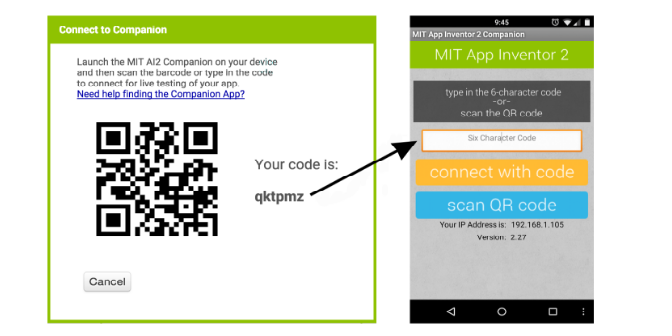 Connect to Companion
Launch the MIT AI2 Companion on your device
and then scan the barcode or type in the code
to connect for live testing of your app.
Need help finding the Companion App?
Your code is:
qktpmz
Cancel
9:45
MIT App Inventor 2 Companion
MIT App Inventor 2
type in the 6-character code
-or-
scan the QR code
Six Character Code
connect with code
scan QR code
Your IP Address is: 192.168.1.105
Version: 2.27